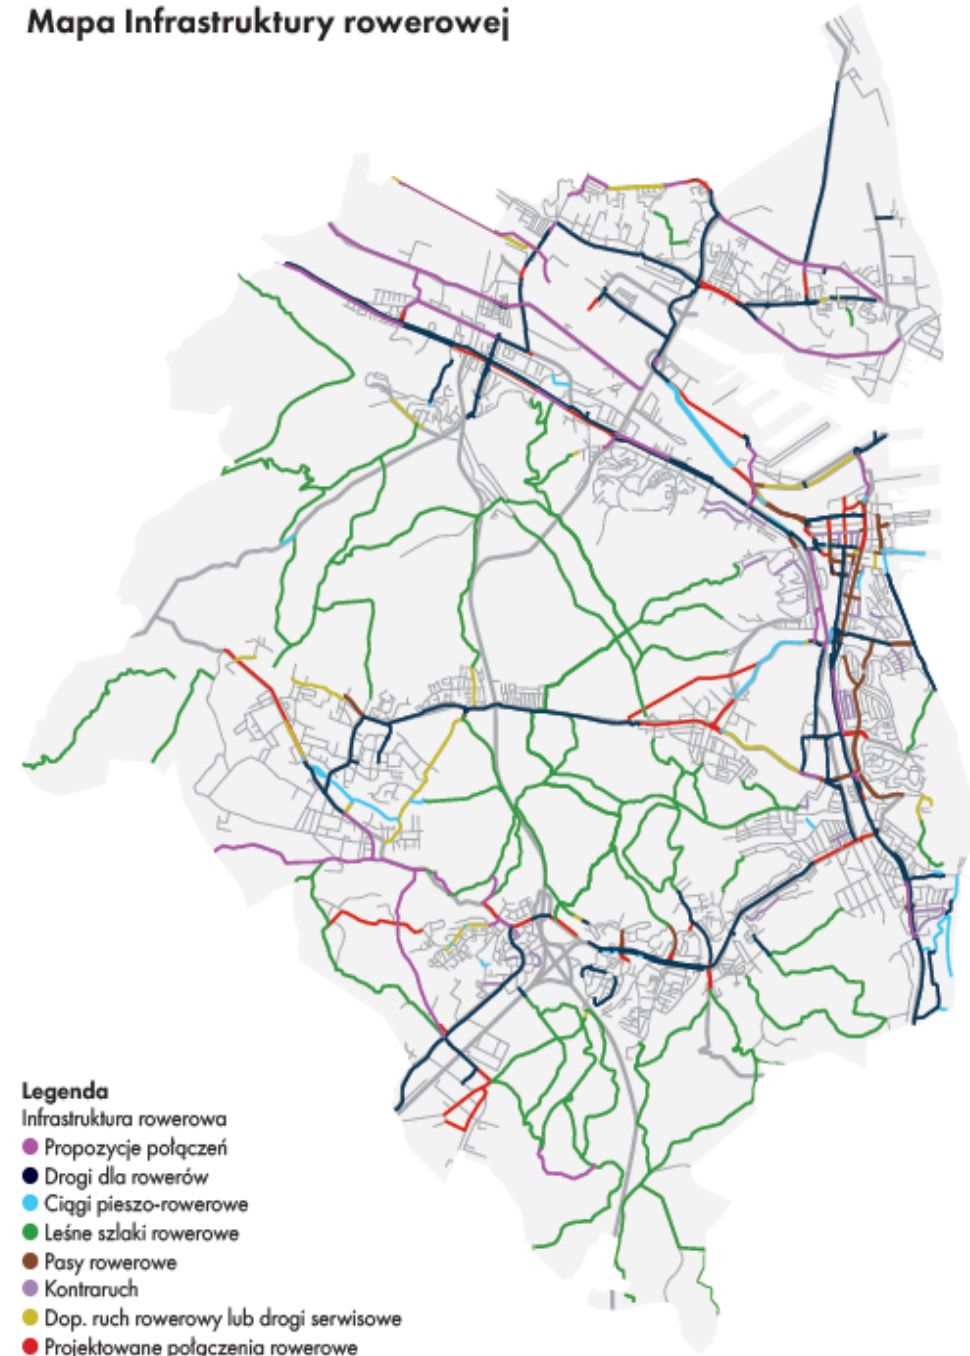 Mapa Infrastruktury rowerowej
Legenda
Infrastruktura rowerowa
Propozycje połączeń
Drogi dla rowerów
Ciągi pieszo-rowerowe
Leśne szlaki rowerowe
Pasy rowerowe
Kontraruch
Dop. ruch rowerowy lub drogi serwisowe
Projektowane połączenia rowerowe